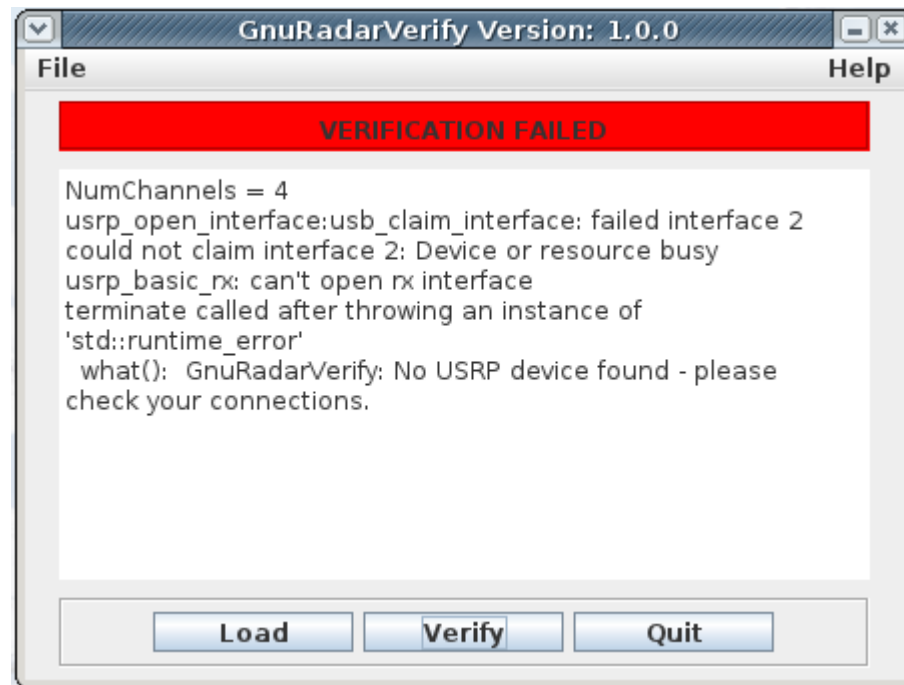 GnuRadarVerify Version: 1.0.0
File Help
VERIFICATION FAILED
NumChannels = 4
usrp_open_interface:usb_claim_interface: failed interface 2
could not claim interface 2: Device or resource busy
usrp_basic_rx: can't open rx interface
terminate called after throwing an instance of
'std::runtime_error'
  what():  GnuRadarVerify: No USRP device found - please
check your connections.
Load Verify Quit